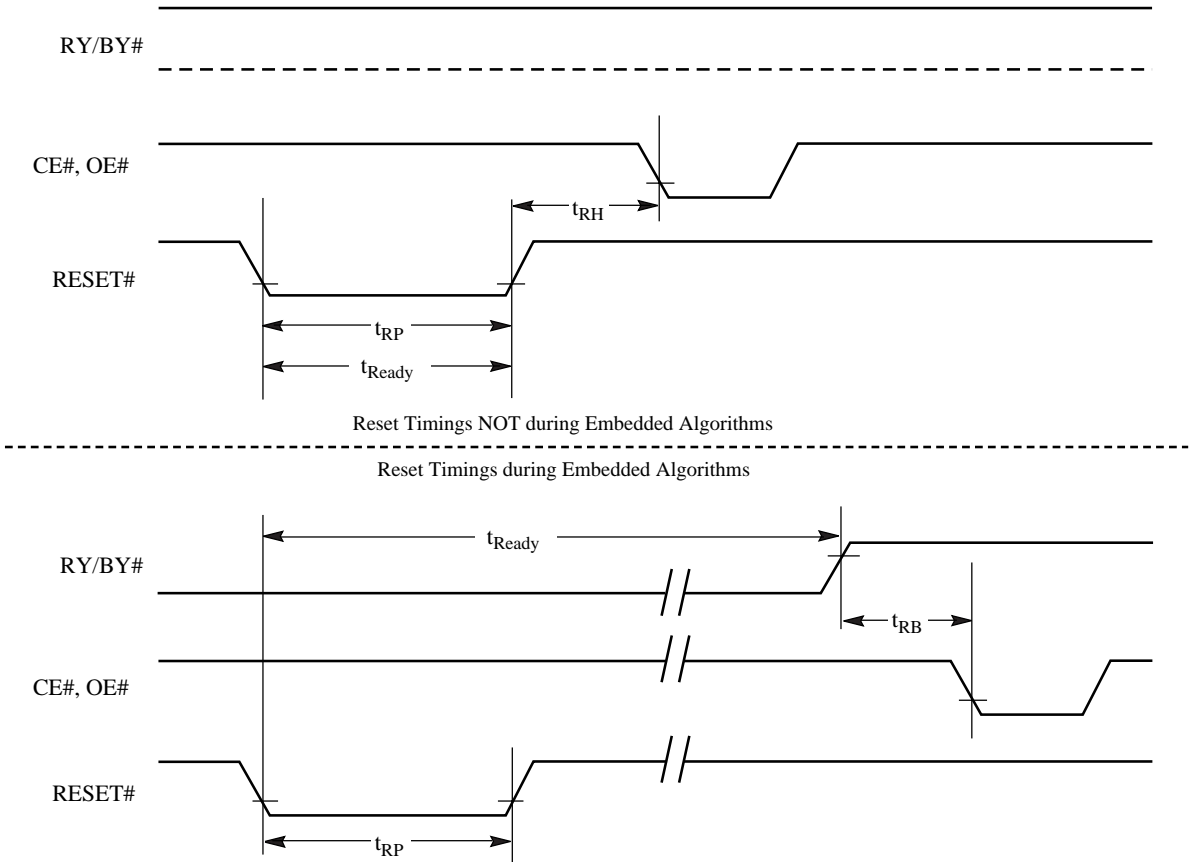 RY/BY#
CE#, OE#
tRH
RESET#
tRP
tReady
Reset Timings NOT during Embedded Algorithms
Reset Timings during Embedded Algorithms
tReady
RY/BY#
tRB
CE#, OE#
RESET#
tRP